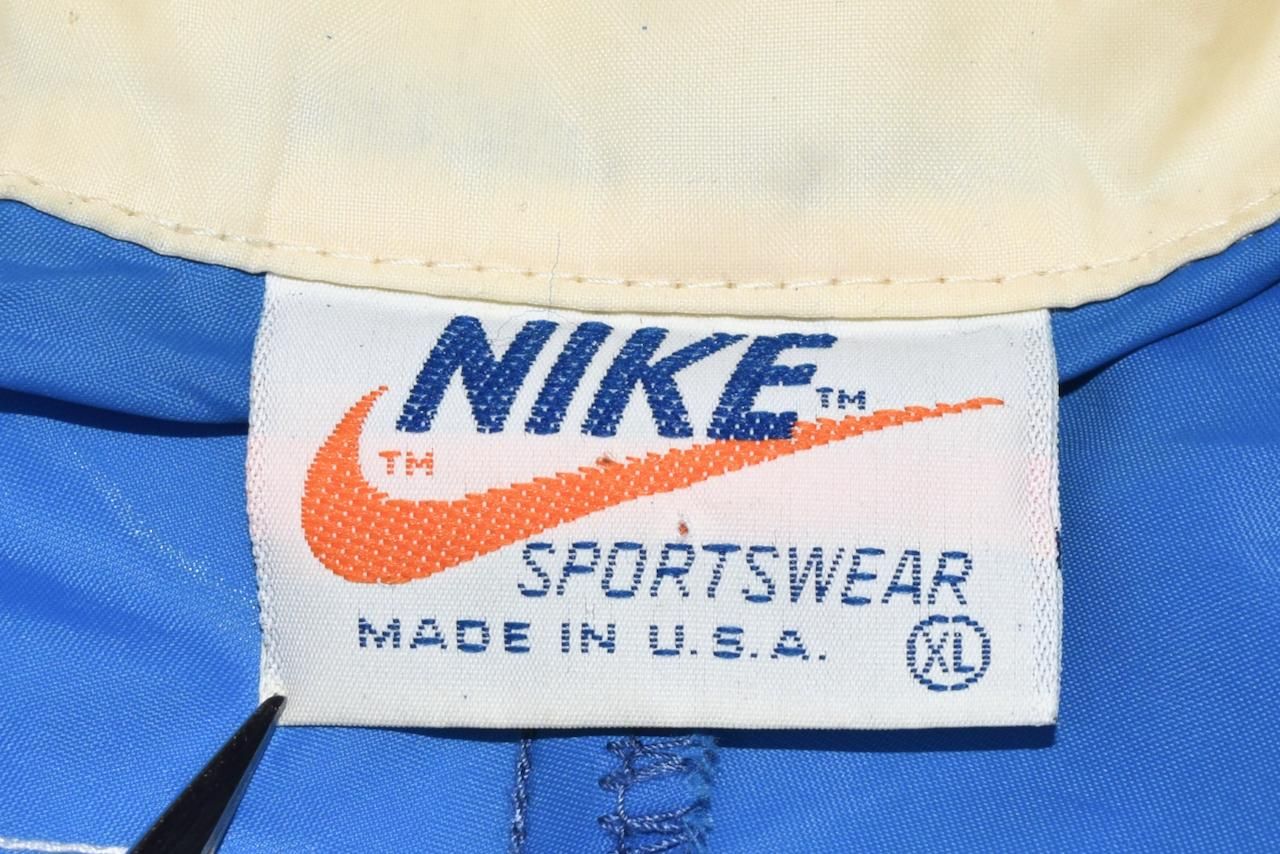 NIKE™
™
SPORTSWEAR
MADE IN U.S.A.
XL